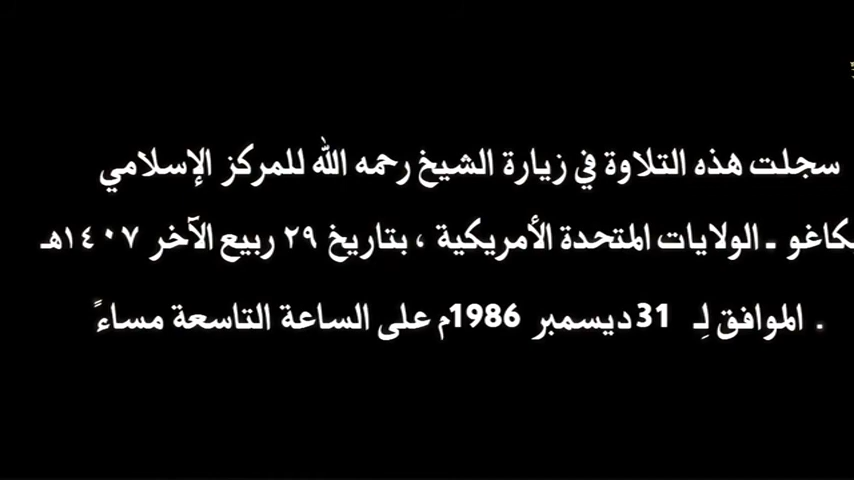 سجلت هذه التلاوة في زيارة الشيخ رحمه الله للمركز الإسلامي
ـكاغو ـ الولايات المتحدة الأمريكية ، بتاريخ ٢٩ ربيع الآخر ١٤٠٧هـ
. الموافق لِـ 31 ديسمبر 1986م على الساعة التاسعة مساءً